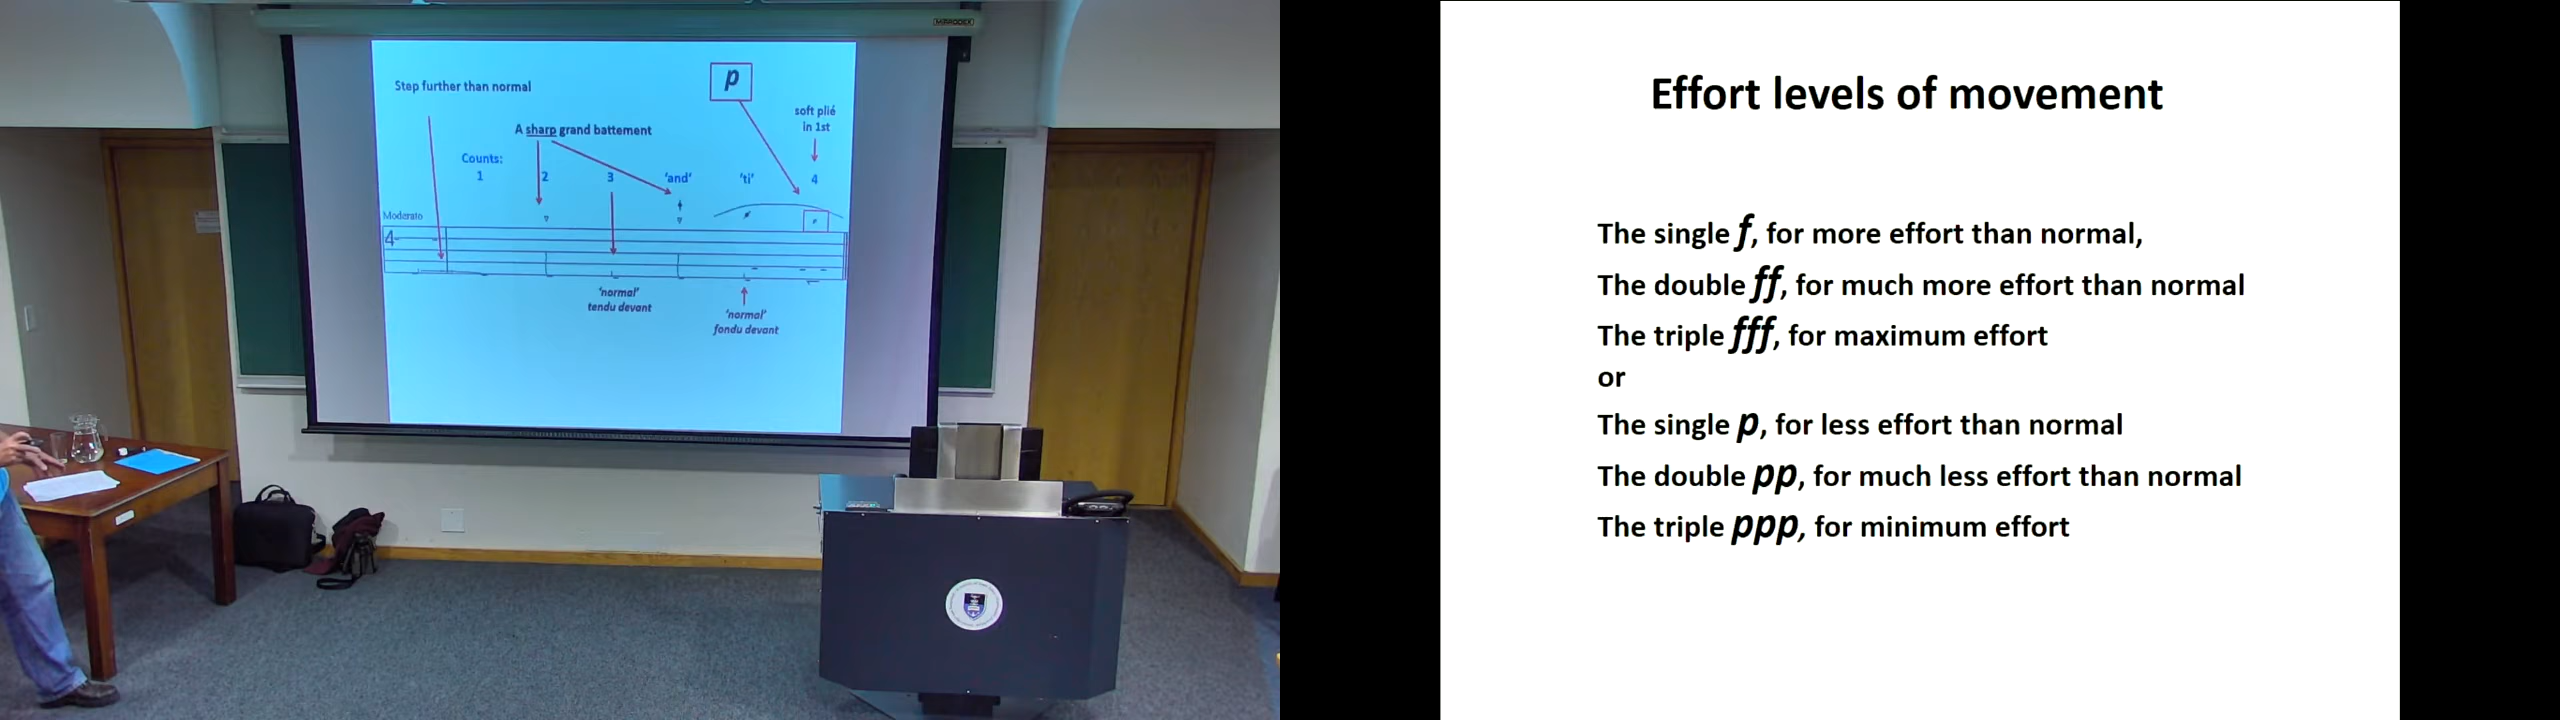 MARODEX
Step further than normal
p
soft plié
in 1st
A sharp grand battement
Counts:
1 2 3 'and' 'ti' 4
Moderato
4
'normal'
tendu devant
'normal'
fondu devant
Effort levels of movement
The single f, for more effort than normal,
The double ff, for much more effort than normal
The triple fff, for maximum effort
or
The single p, for less effort than normal
The double pp, for much less effort than normal
The triple ppp, for minimum effort